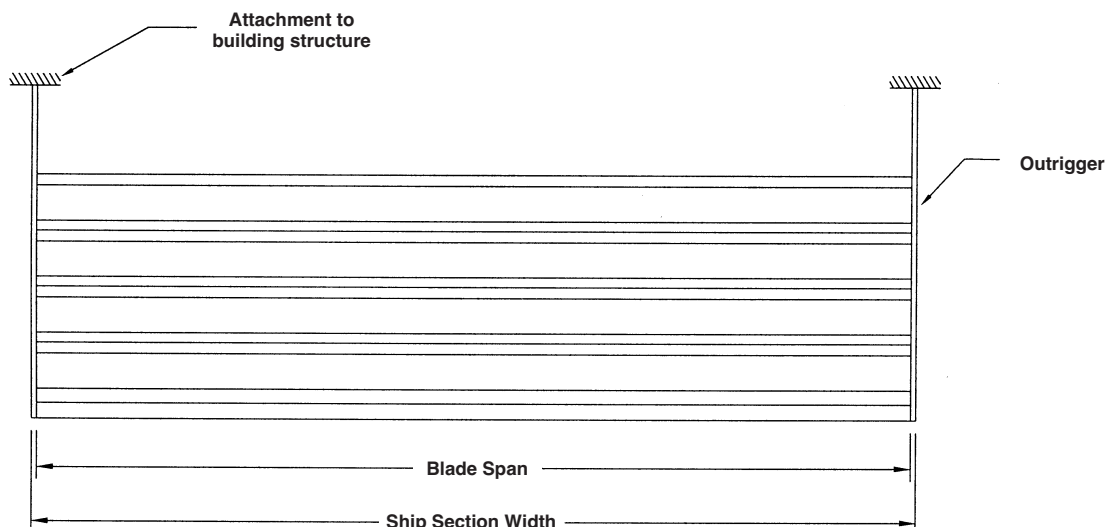 Attachment to
building structure
Outrigger
Blade Span
Ship Section Width